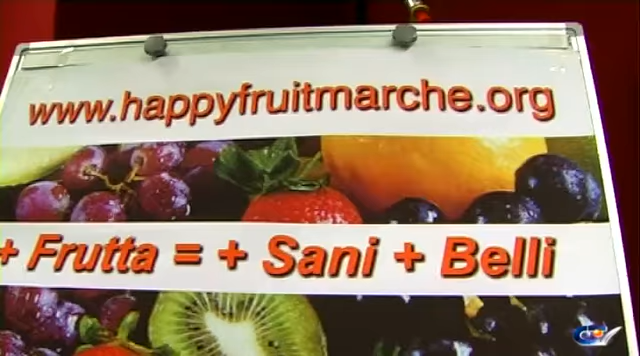 www.happyfruitmarche.org
+ Frutta = + Sani + Belli